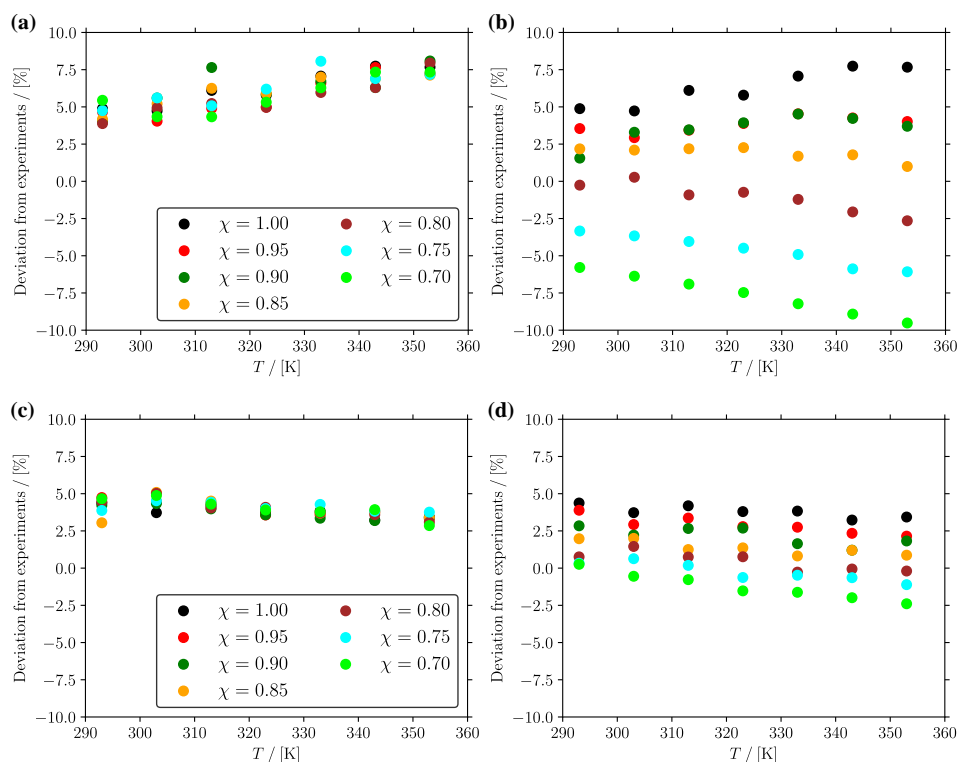 (a)
10.0
7.5
5.0
2.5
0.0
−2.5
−5.0
−7.5
−10.0
Deviation from experiments / [%]
χ = 1.00
χ = 0.95
χ = 0.90
χ = 0.85
χ = 0.80
χ = 0.75
χ = 0.70
290 300 310 320 330 340 350 360
T / [K]
(b)
10.0
7.5
5.0
2.5
0.0
−2.5
−5.0
−7.5
−10.0
Deviation from experiments / [%]
290 300 310 320 330 340 350 360
T / [K]
(c)
10.0
7.5
5.0
2.5
0.0
−2.5
−5.0
−7.5
−10.0
Deviation from experiments / [%]
χ = 1.00
χ = 0.95
χ = 0.90
χ = 0.85
χ = 0.80
χ = 0.75
χ = 0.70
290 300 310 320 330 340 350 360
T / [K]
(d)
10.0
7.5
5.0
2.5
0.0
−2.5
−5.0
−7.5
−10.0
Deviation from experiments / [%]
290 300 310 320 330 340 350 360
T / [K]